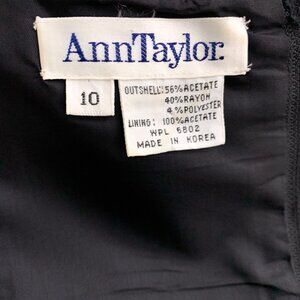 AnnTaylor.
10
OUTSHELL: 56% ACETATE
40% RAYON
4% POLYESTER
LINING: 100% ACETATE
WPL 6802
MADE IN KOREA